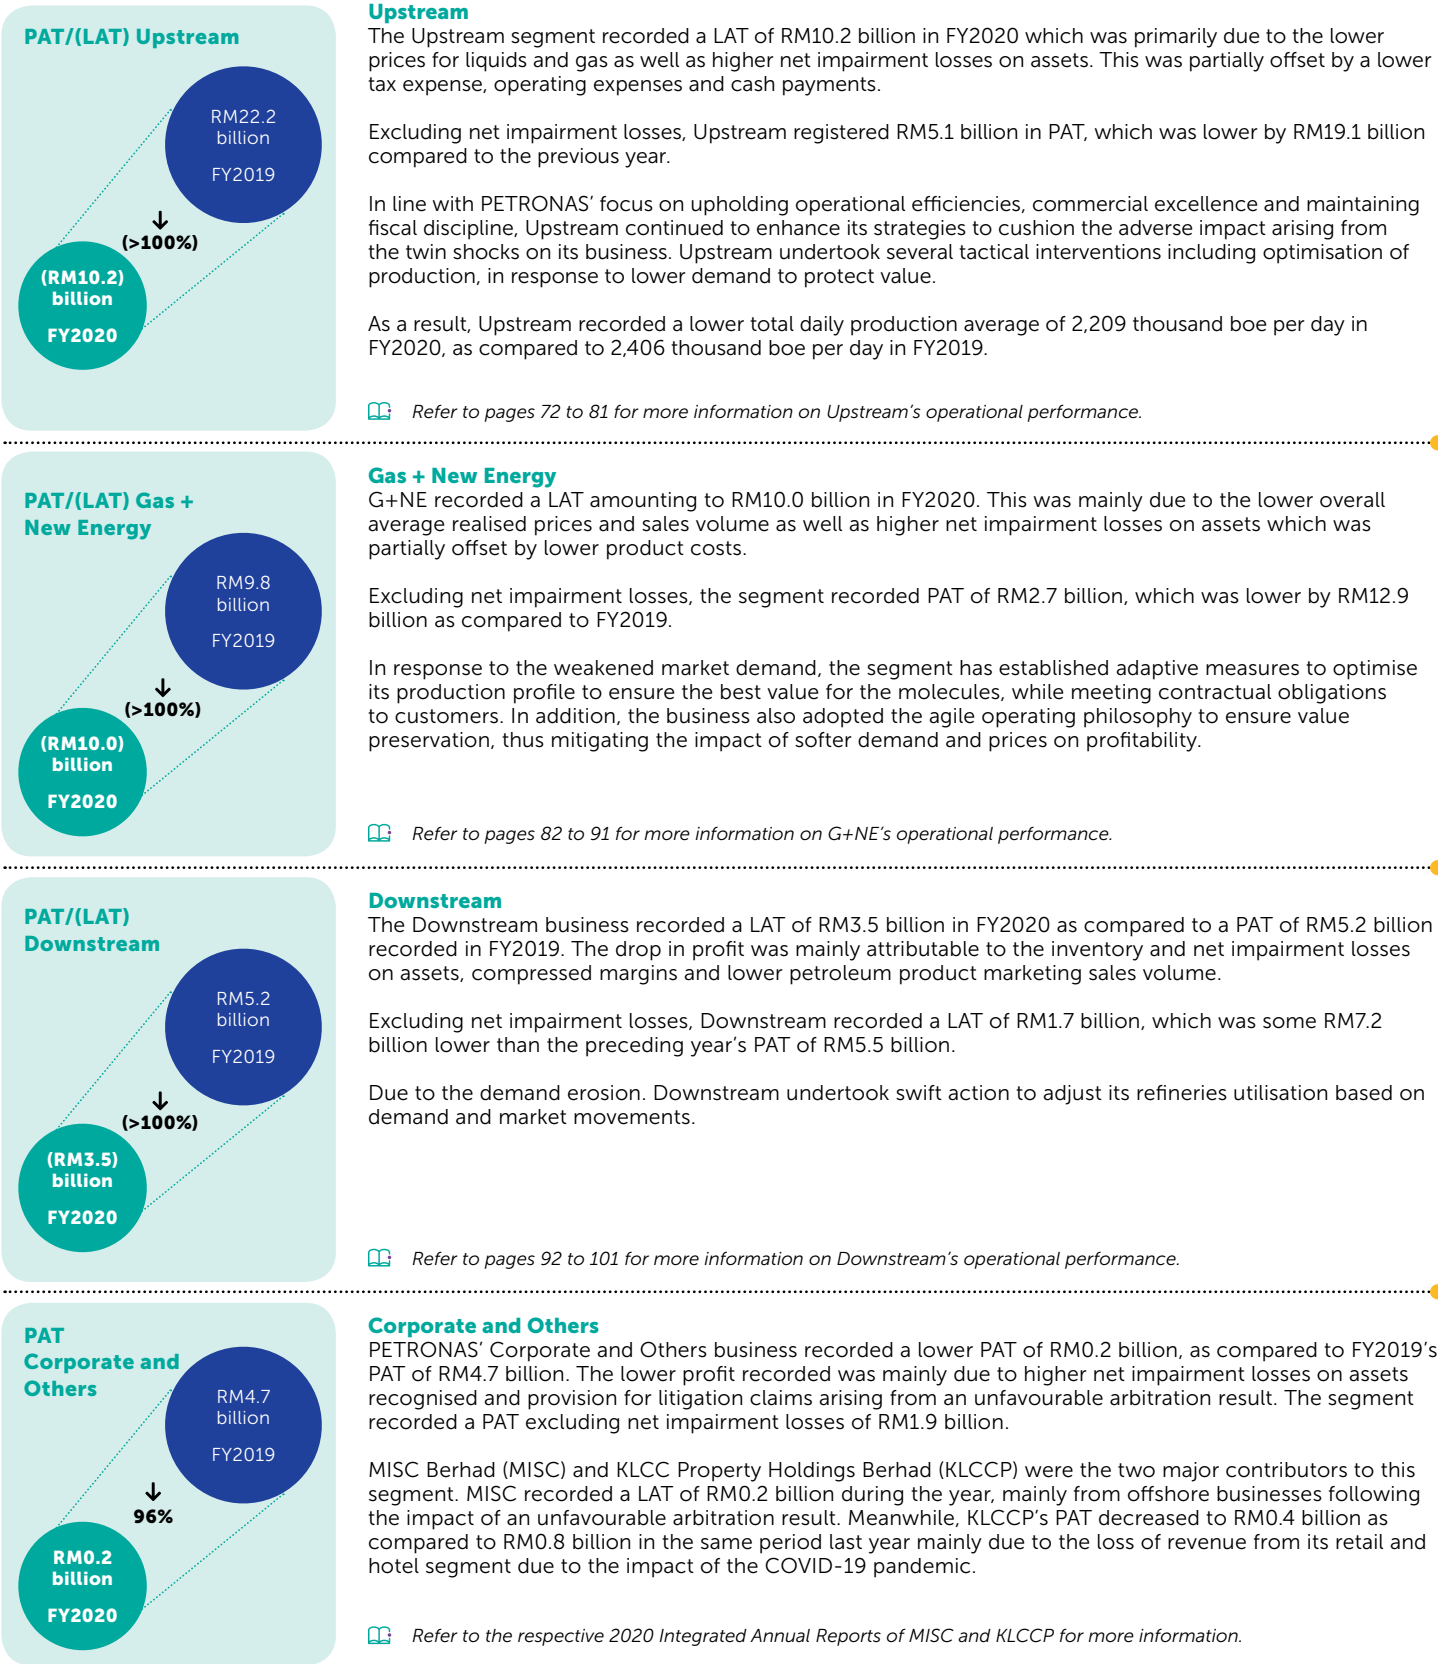 PAT/(LAT) Upstream
RM22.2
billion
FY2019
(>100%)
(RM10.2)
billion
FY2020
Upstream
The Upstream segment recorded a LAT of RM10.2 billion in FY2020 which was primarily due to the lower
prices for liquids and gas as well as higher net impairment losses on assets. This was partially offset by a lower
tax expense, operating expenses and cash payments.
Excluding net impairment losses, Upstream registered RM5.1 billion in PAT, which was lower by RM19.1 billion
compared to the previous year.
In line with PETRONAS' focus on upholding operational efficiencies, commercial excellence and maintaining
fiscal discipline, Upstream continued to enhance its strategies to cushion the adverse impact arising from
the twin shocks on its business. Upstream undertook several tactical interventions including optimisation of
production, in response to lower demand to protect value.
As a result, Upstream recorded a lower total daily production average of 2,209 thousand boe per day in
FY2020, as compared to 2,406 thousand boe per day in FY2019.
Refer to pages 72 to 81 for more information on Upstream's operational performance.
PAT/(LAT) Gas +
New Energy
RM9.8
billion
FY2019
(>100%)
(RM10.0)
billion
FY2020
Gas + New Energy
G+NE recorded a LAT amounting to RM10.0 billion in FY2020. This was mainly due to the lower overall
average realised prices and sales volume as well as higher net impairment losses on assets which was
partially offset by lower product costs.
Excluding net impairment losses, the segment recorded PAT of RM2.7 billion, which was lower by RM12.9
billion as compared to FY2019.
In response to the weakened market demand, the segment has established adaptive measures to optimise
its production profile to ensure the best value for the molecules, while meeting contractual obligations
to customers. In addition, the business also adopted the agile operating philosophy to ensure value
preservation, thus mitigating the impact of softer demand and prices on profitability.
Refer to pages 82 to 91 for more information on G+NE's operational performance.
PAT/(LAT)
Downstream
RM5.2
billion
FY2019
(>100%)
(RM3.5)
billion
FY2020
Downstream
The Downstream business recorded a LAT of RM3.5 billion in FY2020 as compared to a PAT of RM5.2 billion
recorded in FY2019. The drop in profit was mainly attributable to the inventory and net impairment losses
on assets, compressed margins and lower petroleum product marketing sales volume.
Excluding net impairment losses, Downstream recorded a LAT of RM1.7 billion, which was some RM7.2
billion lower than the preceding year's PAT of RM5.5 billion.
Due to the demand erosion. Downstream undertook swift action to adjust its refineries utilisation based on
demand and market movements.
Refer to pages 92 to 101 for more information on Downstream's operational performance.
PAT
Corporate and
Others
RM4.7
billion
FY2019
96%
RM0.2
billion
FY2020
Corporate and Others
PETRONAS' Corporate and Others business recorded a lower PAT of RM0.2 billion, as compared to FY2019's
PAT of RM4.7 billion. The lower profit recorded was mainly due to higher net impairment losses on assets
recognised and provision for litigation claims arising from an unfavourable arbitration result. The segment
recorded a PAT excluding net impairment losses of RM1.9 billion.
MISC Berhad (MISC) and KLCC Property Holdings Berhad (KLCCP) were the two major contributors to this
segment. MISC recorded a LAT of RM0.2 billion during the year, mainly from offshore businesses following
the impact of an unfavourable arbitration result. Meanwhile, KLCCP's PAT decreased to RM0.4 billion as
compared to RM0.8 billion in the same period last year mainly due to the loss of revenue from its retail and
hotel segment due to the impact of the COVID-19 pandemic.
Refer to the respective 2020 Integrated Annual Reports of MISC and KLCCP for more information.